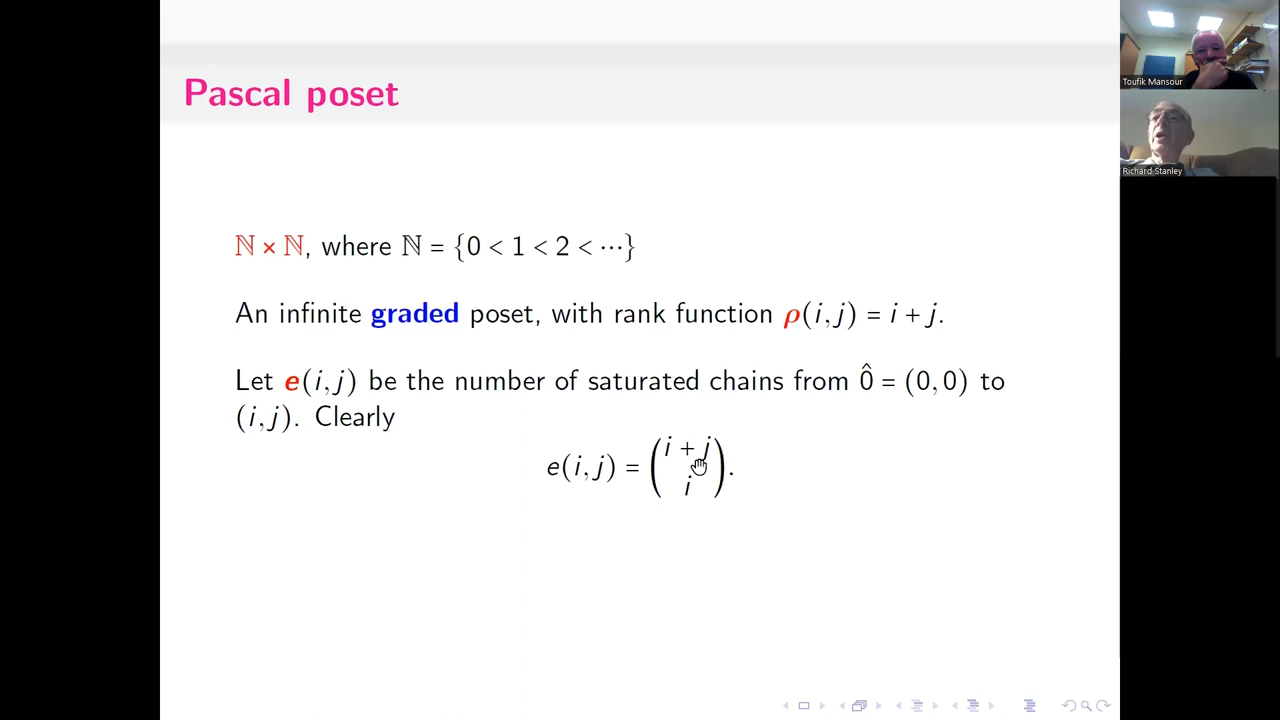 Pascal poset
ℕ × ℕ, where ℕ = {0 < 1 < 2 < ⋯}
An infinite graded poset, with rank function ρ(i, j) = i + j.
Let e(i, j) be the number of saturated chains from 0̂ = (0, 0) to
(i, j). Clearly
e(i, j) = (i + j
i).
Toufik Mansour
Richard Stanley